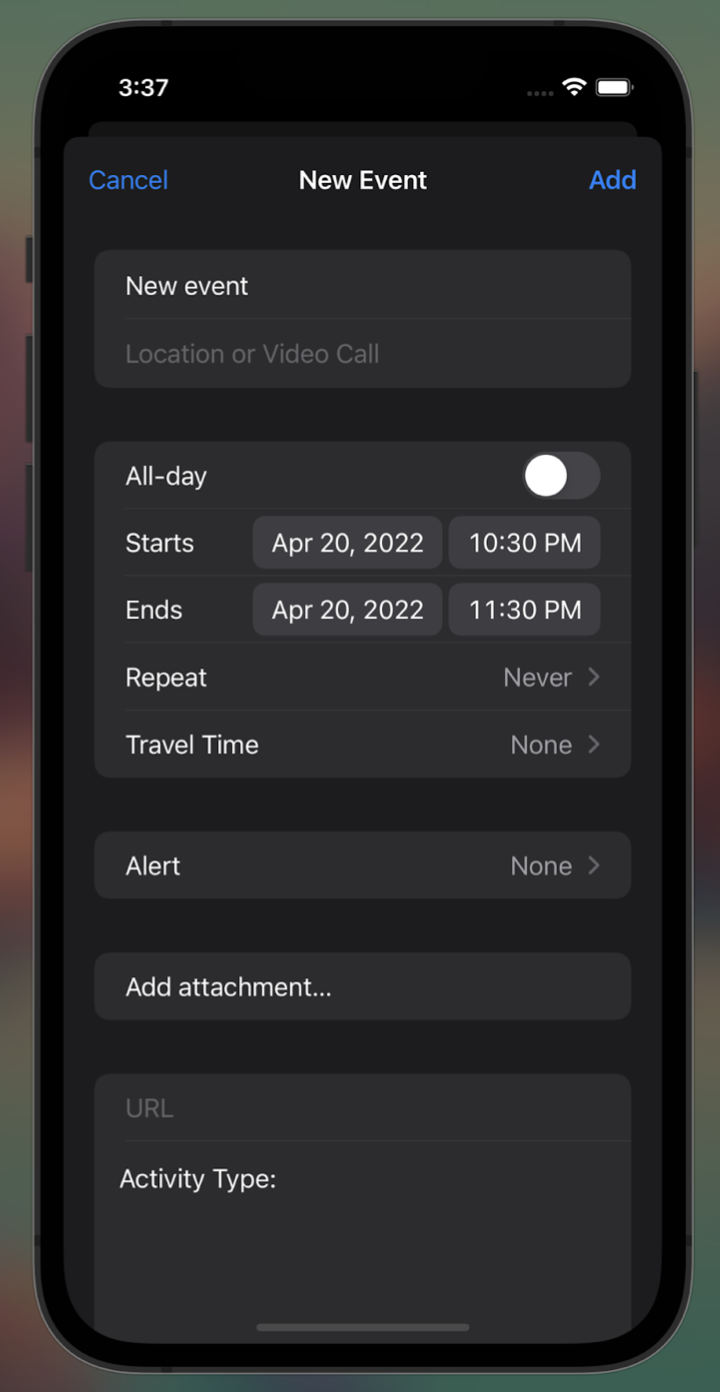 3:37
Cancel New Event Add
New event
Location or Video Call
All-day
Starts Apr 20, 2022 10:30 PM
Ends Apr 20, 2022 11:30 PM
Repeat Never
Travel Time None
Alert None
Add attachment...
URL
Activity Type: